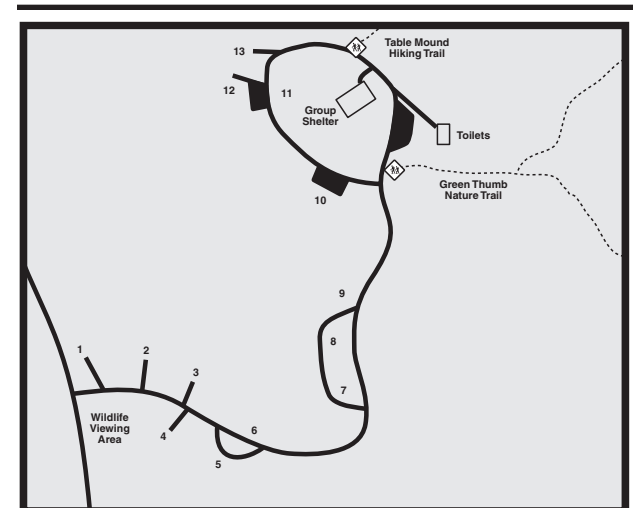 Table Mound
Hiking Trail
13
12
11
Group
Shelter
Toilets
Green Thumb
Nature Trail
10
9
8
7
1
2
3
Wildlife
Viewing
Area
4
6
5